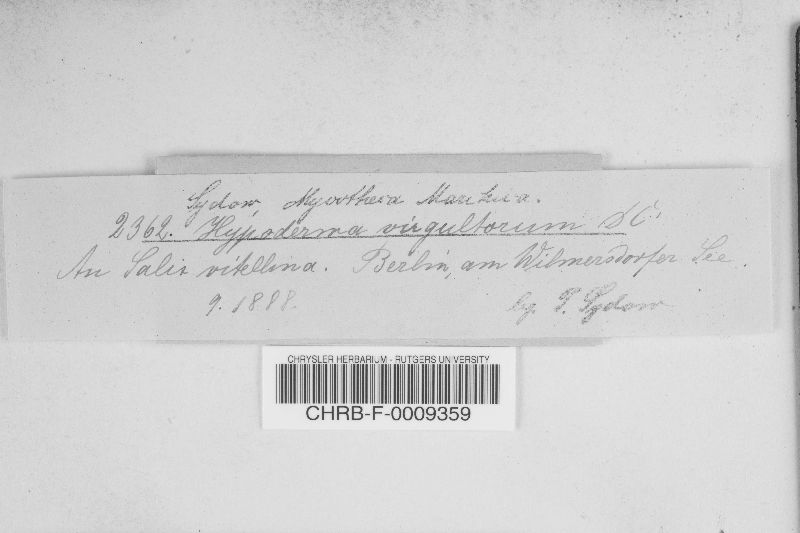 Sydow, Mycotheca Marchica.
2362. Hypoderma virgultorum DC.
An Salix vitellina. Berlin, am Wilmersdorfer See.
9. 1888. leg. P. Sydow
CHRYSLER HERBARIUM - RUTGERS UNIVERSITY
CHRB-F-0009359